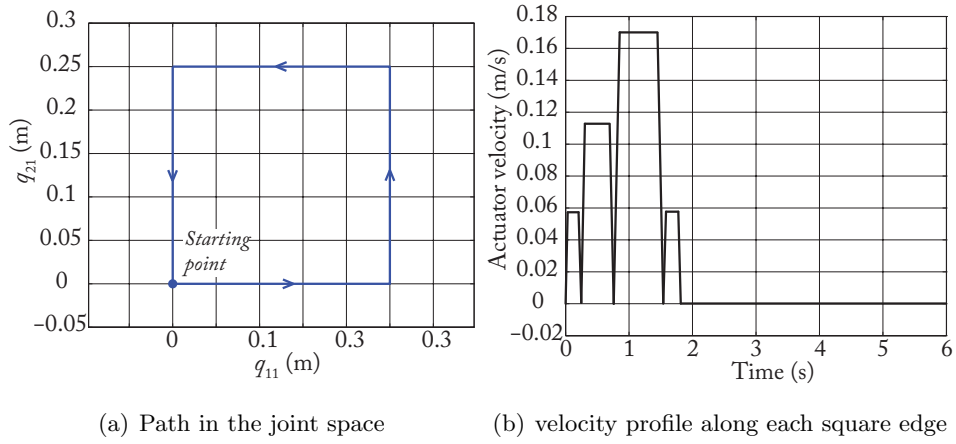 0.3
0.25
0.2
0.15
0.1
0.05
0
−0.05
q21 (m)
Starting
point
0 0.1 0.3 0.3
q11 (m)
0.18
0.16
0.14
0.12
0.1
0.08
0.06
0.04
0.02
0
−0.02
Actuator velocity (m/s)
0 1 2 3 4 5 6
Time (s)
(a) Path in the joint space
(b) velocity profile along each square edge